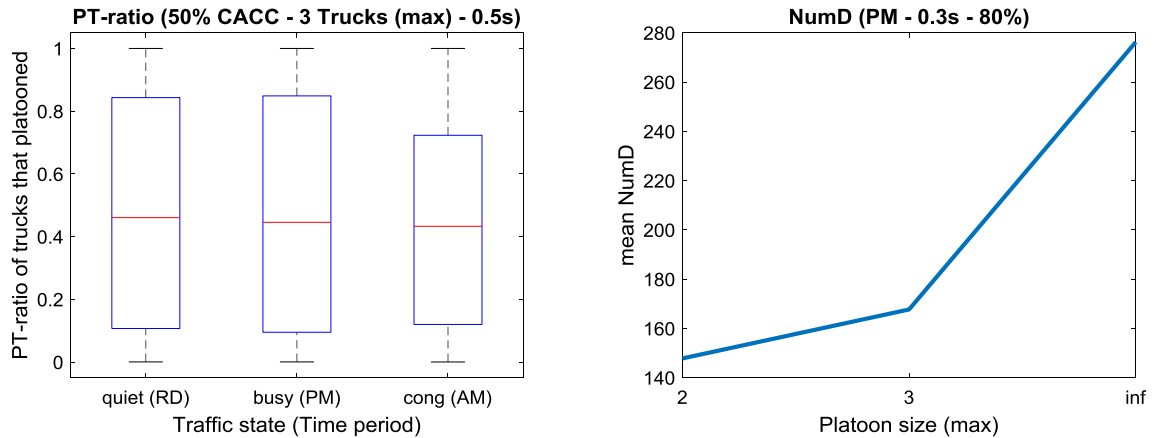 PT-ratio (50% CACC - 3 Trucks (max) - 0.5s)
PT-ratio of trucks that platooned
1
0.8
0.6
0.4
0.2
0
quiet (RD)
busy (PM)
cong (AM)
Traffic state (Time period)
NumD (PM - 0.3s - 80%)
mean NumD
280
260
240
220
200
180
160
140
2
3
inf
Platoon size (max)